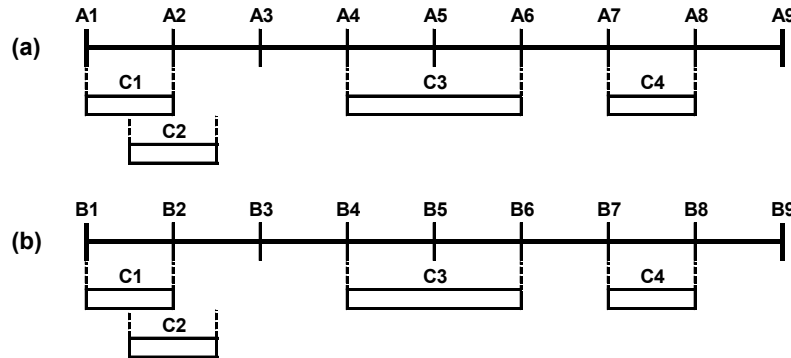 A1 A2 A3 A4 A5 A6 A7 A8 A9
(a)
C1 C3 C4
C2
B1 B2 B3 B4 B5 B6 B7 B8 B9
(b)
C1 C3 C4
C2